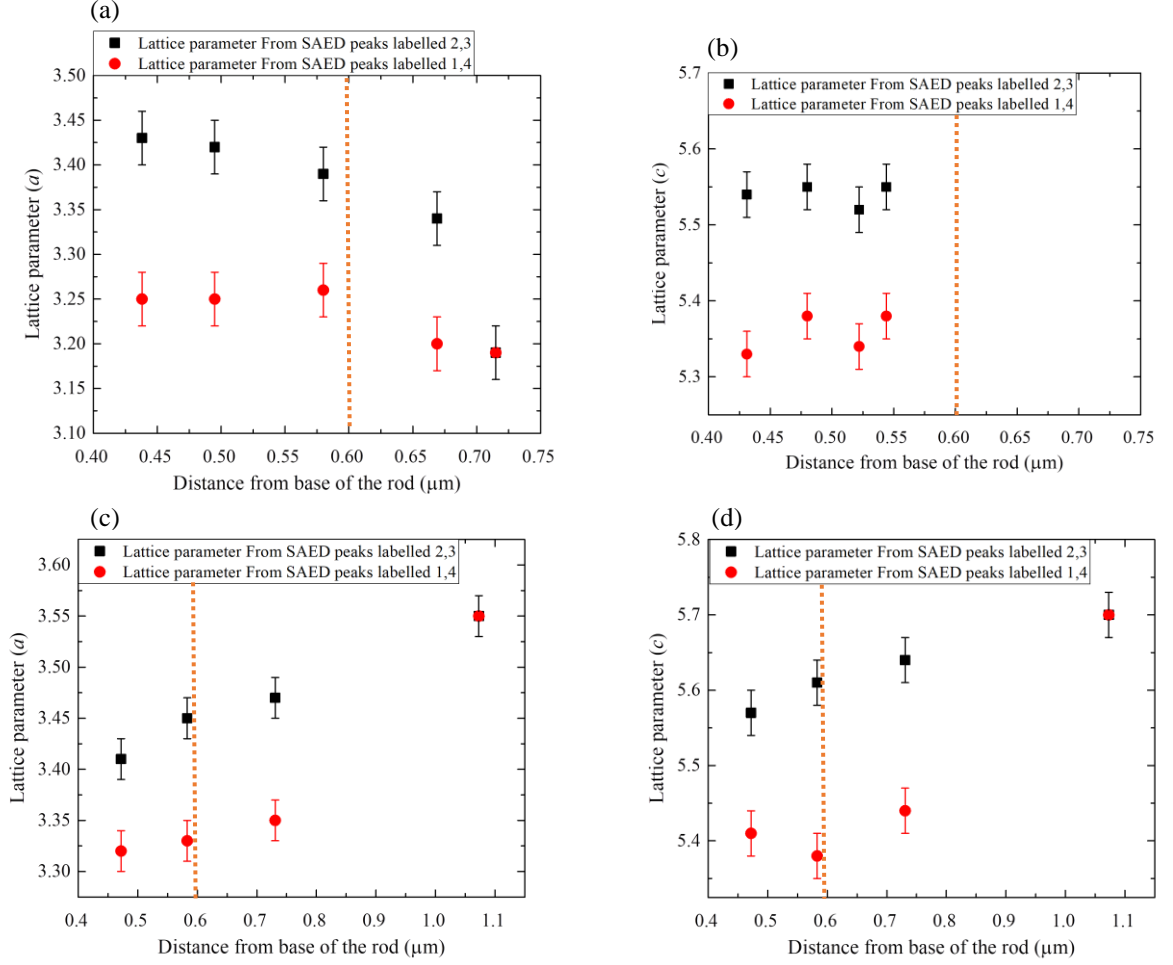 (a)
Lattice parameter From SAED peaks labelled 2,3
Lattice parameter From SAED peaks labelled 1,4
3.50
3.45
3.40
3.35
3.30
3.25
3.20
3.15
3.10
Lattice parameter (a)
0.40 0.45 0.50 0.55 0.60 0.65 0.70 0.75
Distance from base of the rod (μm)
(b)
Lattice parameter From SAED peaks labelled 2,3
Lattice parameter From SAED peaks labelled 1,4
5.7
5.6
5.5
5.4
5.3
Lattice parameter (c)
0.40 0.45 0.50 0.55 0.60 0.65 0.70 0.75
Distance from base of the rod (μm)
(c)
Lattice parameter From SAED peaks labelled 2,3
Lattice parameter From SAED peaks labelled 1,4
3.60
3.55
3.50
3.45
3.40
3.35
3.30
Lattice parameter (a)
0.4 0.5 0.6 0.7 0.8 0.9 1.0 1.1
Distance from base of the rod (μm)
(d)
Lattice parameter From SAED peaks labelled 2,3
Lattice parameter From SAED peaks labelled 1,4
5.8
5.7
5.6
5.5
5.4
Lattice parameter (c)
0.4 0.5 0.6 0.7 0.8 0.9 1.0 1.1
Distance from base of the rod (μm)